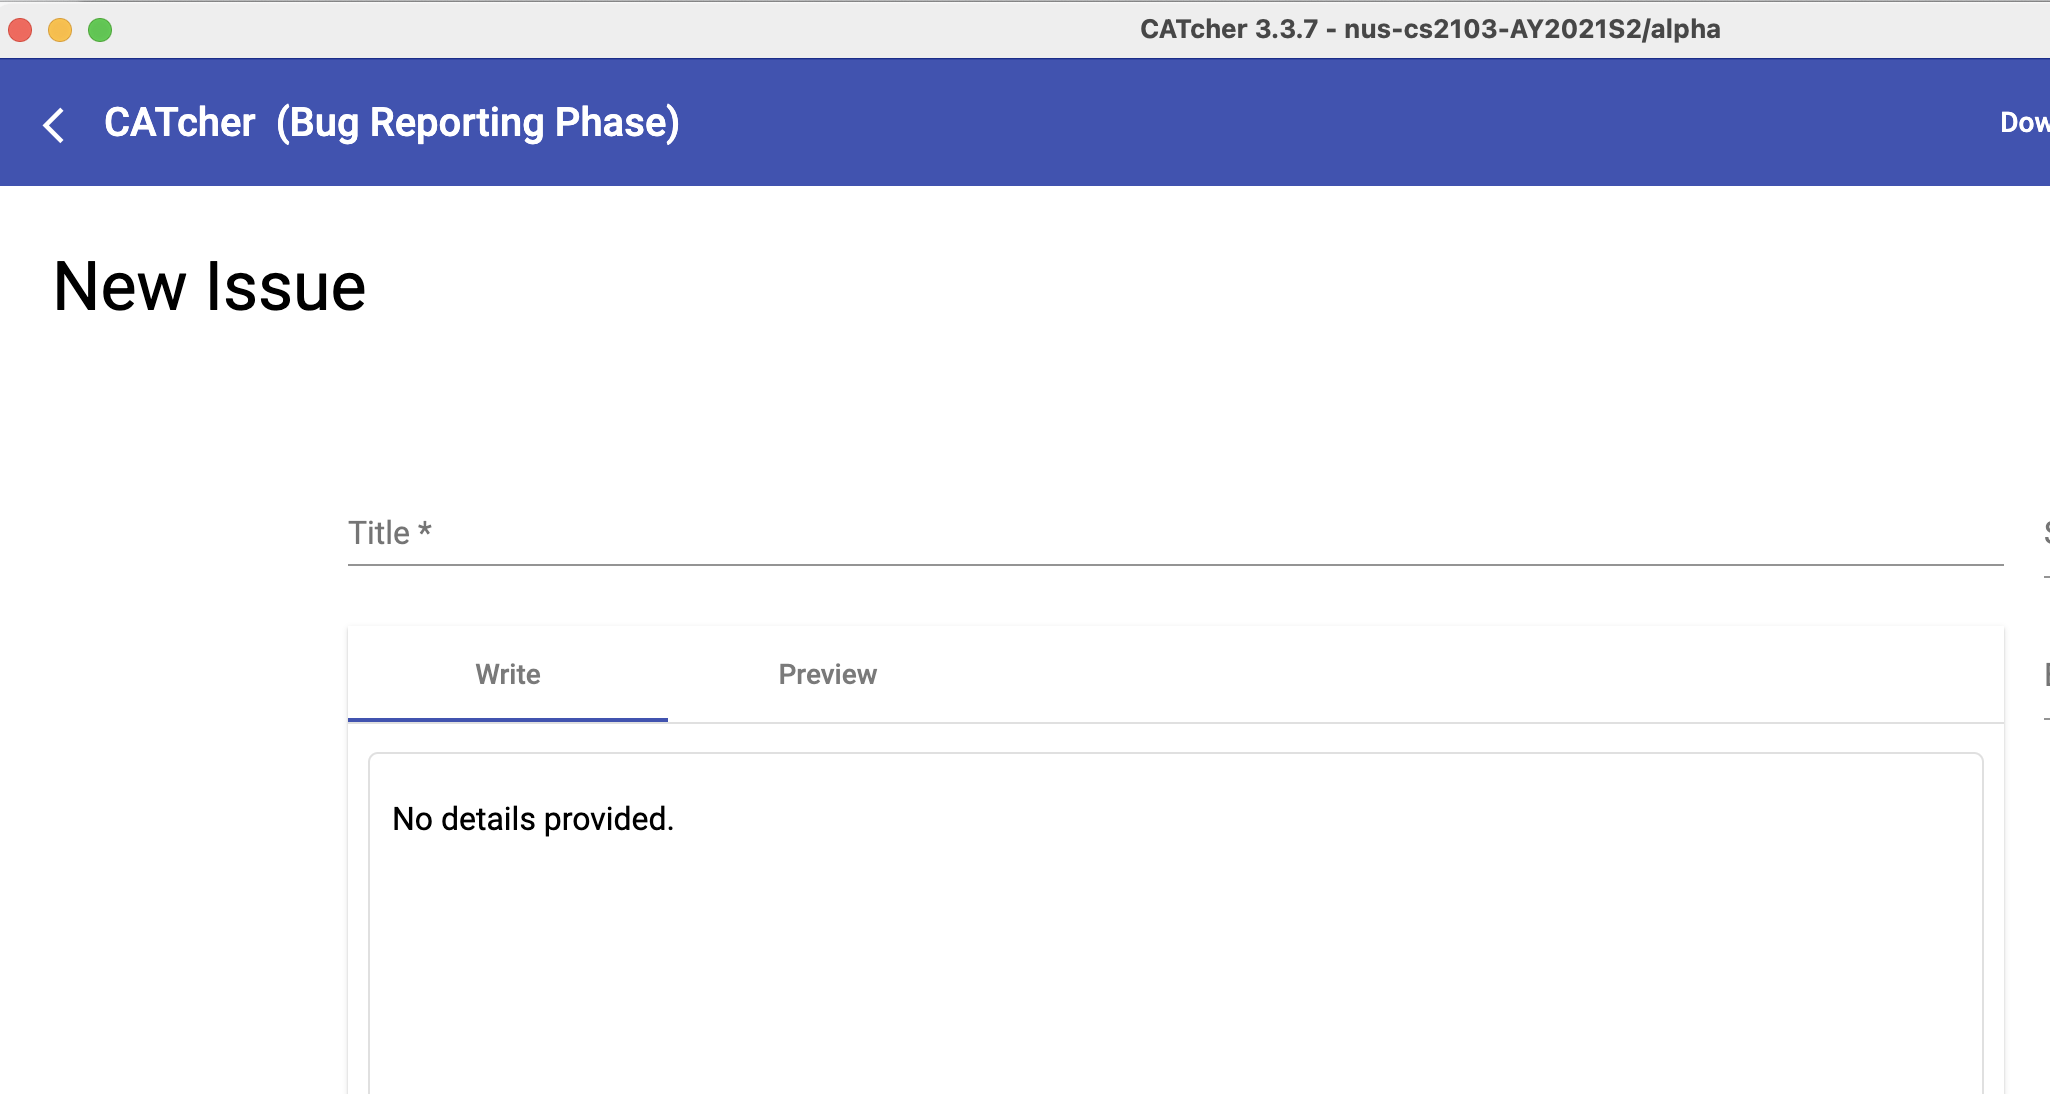 CATcher 3.3.7 - nus-cs2103-AY2021S2/alpha
CATcher (Bug Reporting Phase)
New Issue
Title *
Write Preview
No details provided.